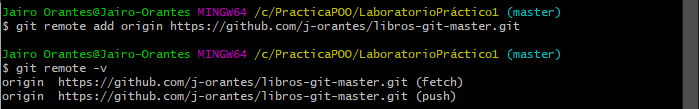 Jairo Orantes@Jairo-Orantes MINGW64 /c/PracticaPOO/LaboratorioPráctico1 (master)
$ git remote add origin https://github.com/j-orantes/libros-git-master.git
Jairo Orantes@Jairo-Orantes MINGW64 /c/PracticaPOO/LaboratorioPráctico1 (master)
$ git remote -v
origin  https://github.com/j-orantes/libros-git-master.git (fetch)
origin  https://github.com/j-orantes/libros-git-master.git (push)